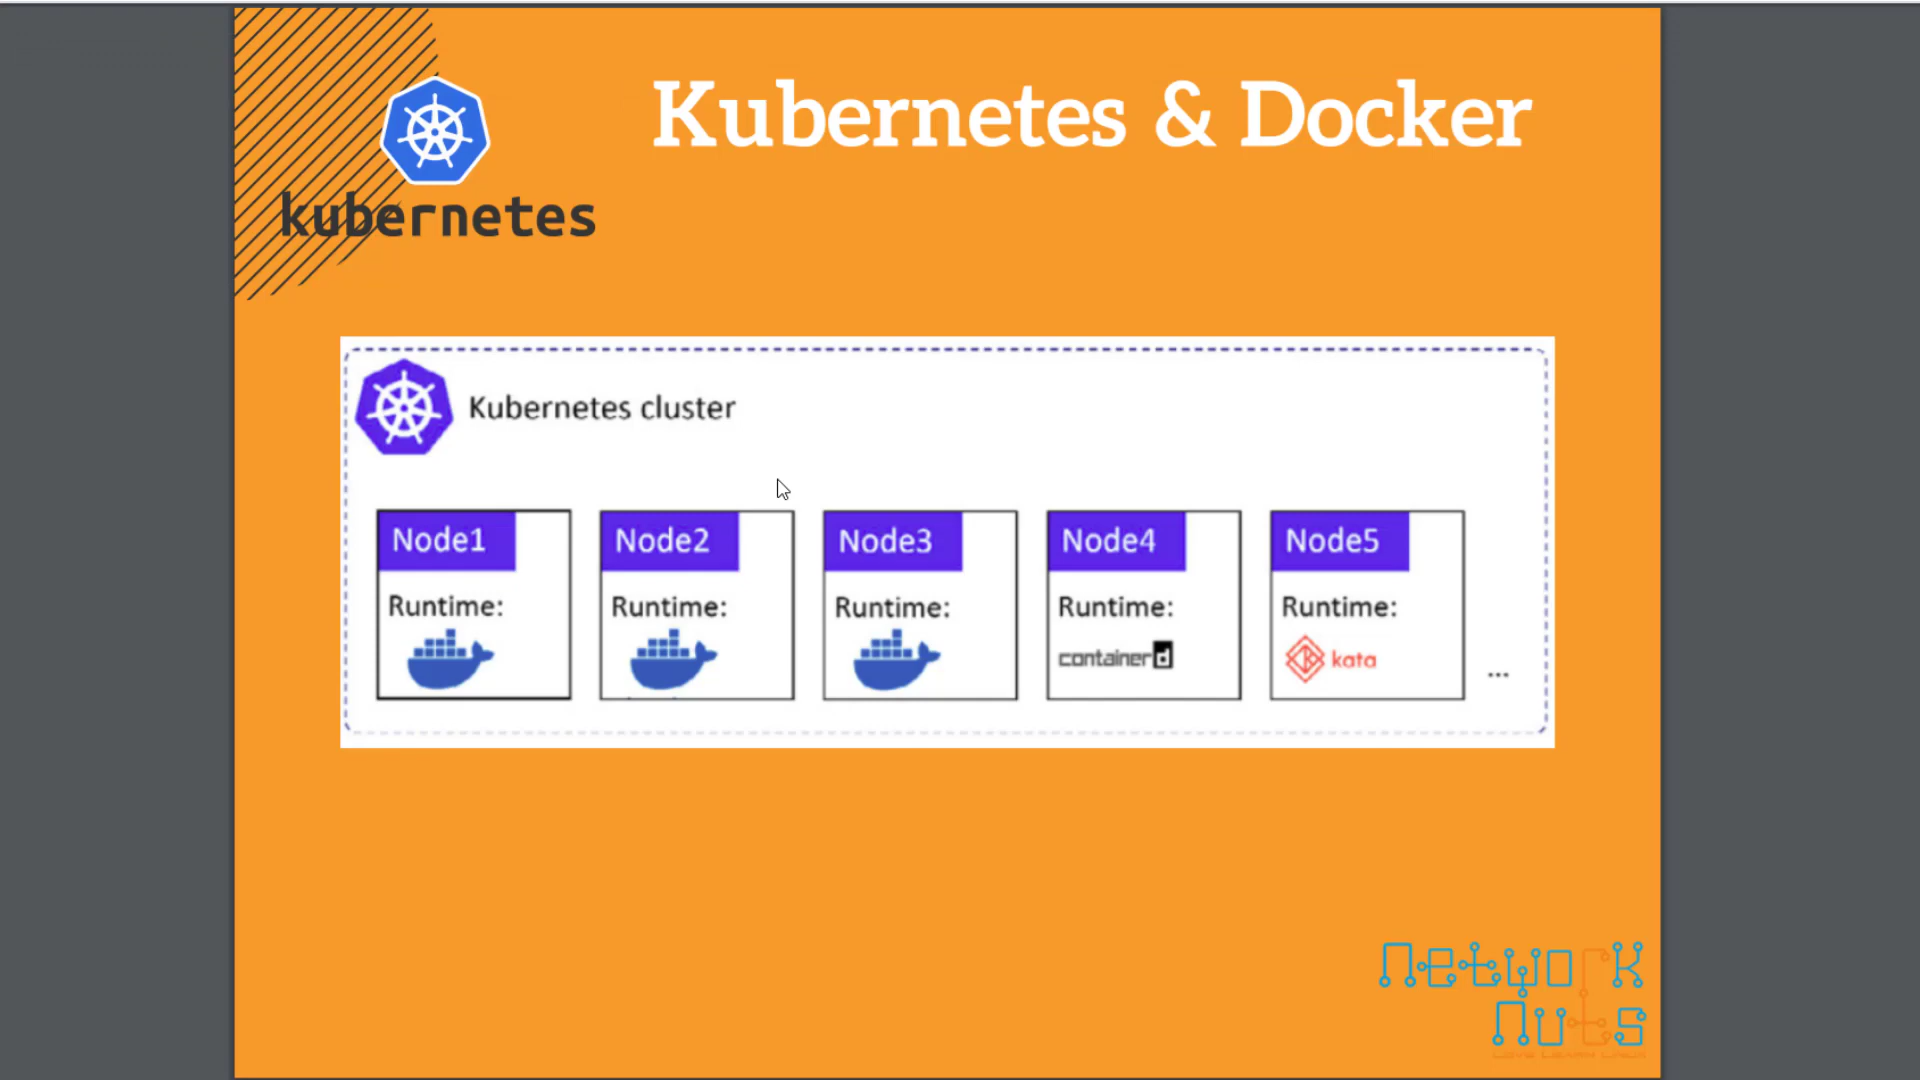 Kubernetes & Docker
kubernetes
Kubernetes cluster
Node1
Runtime:
Node2
Runtime:
Node3
Runtime:
Node4
Runtime:
containerd
Node5
Runtime:
kata
...
Network
Nuts